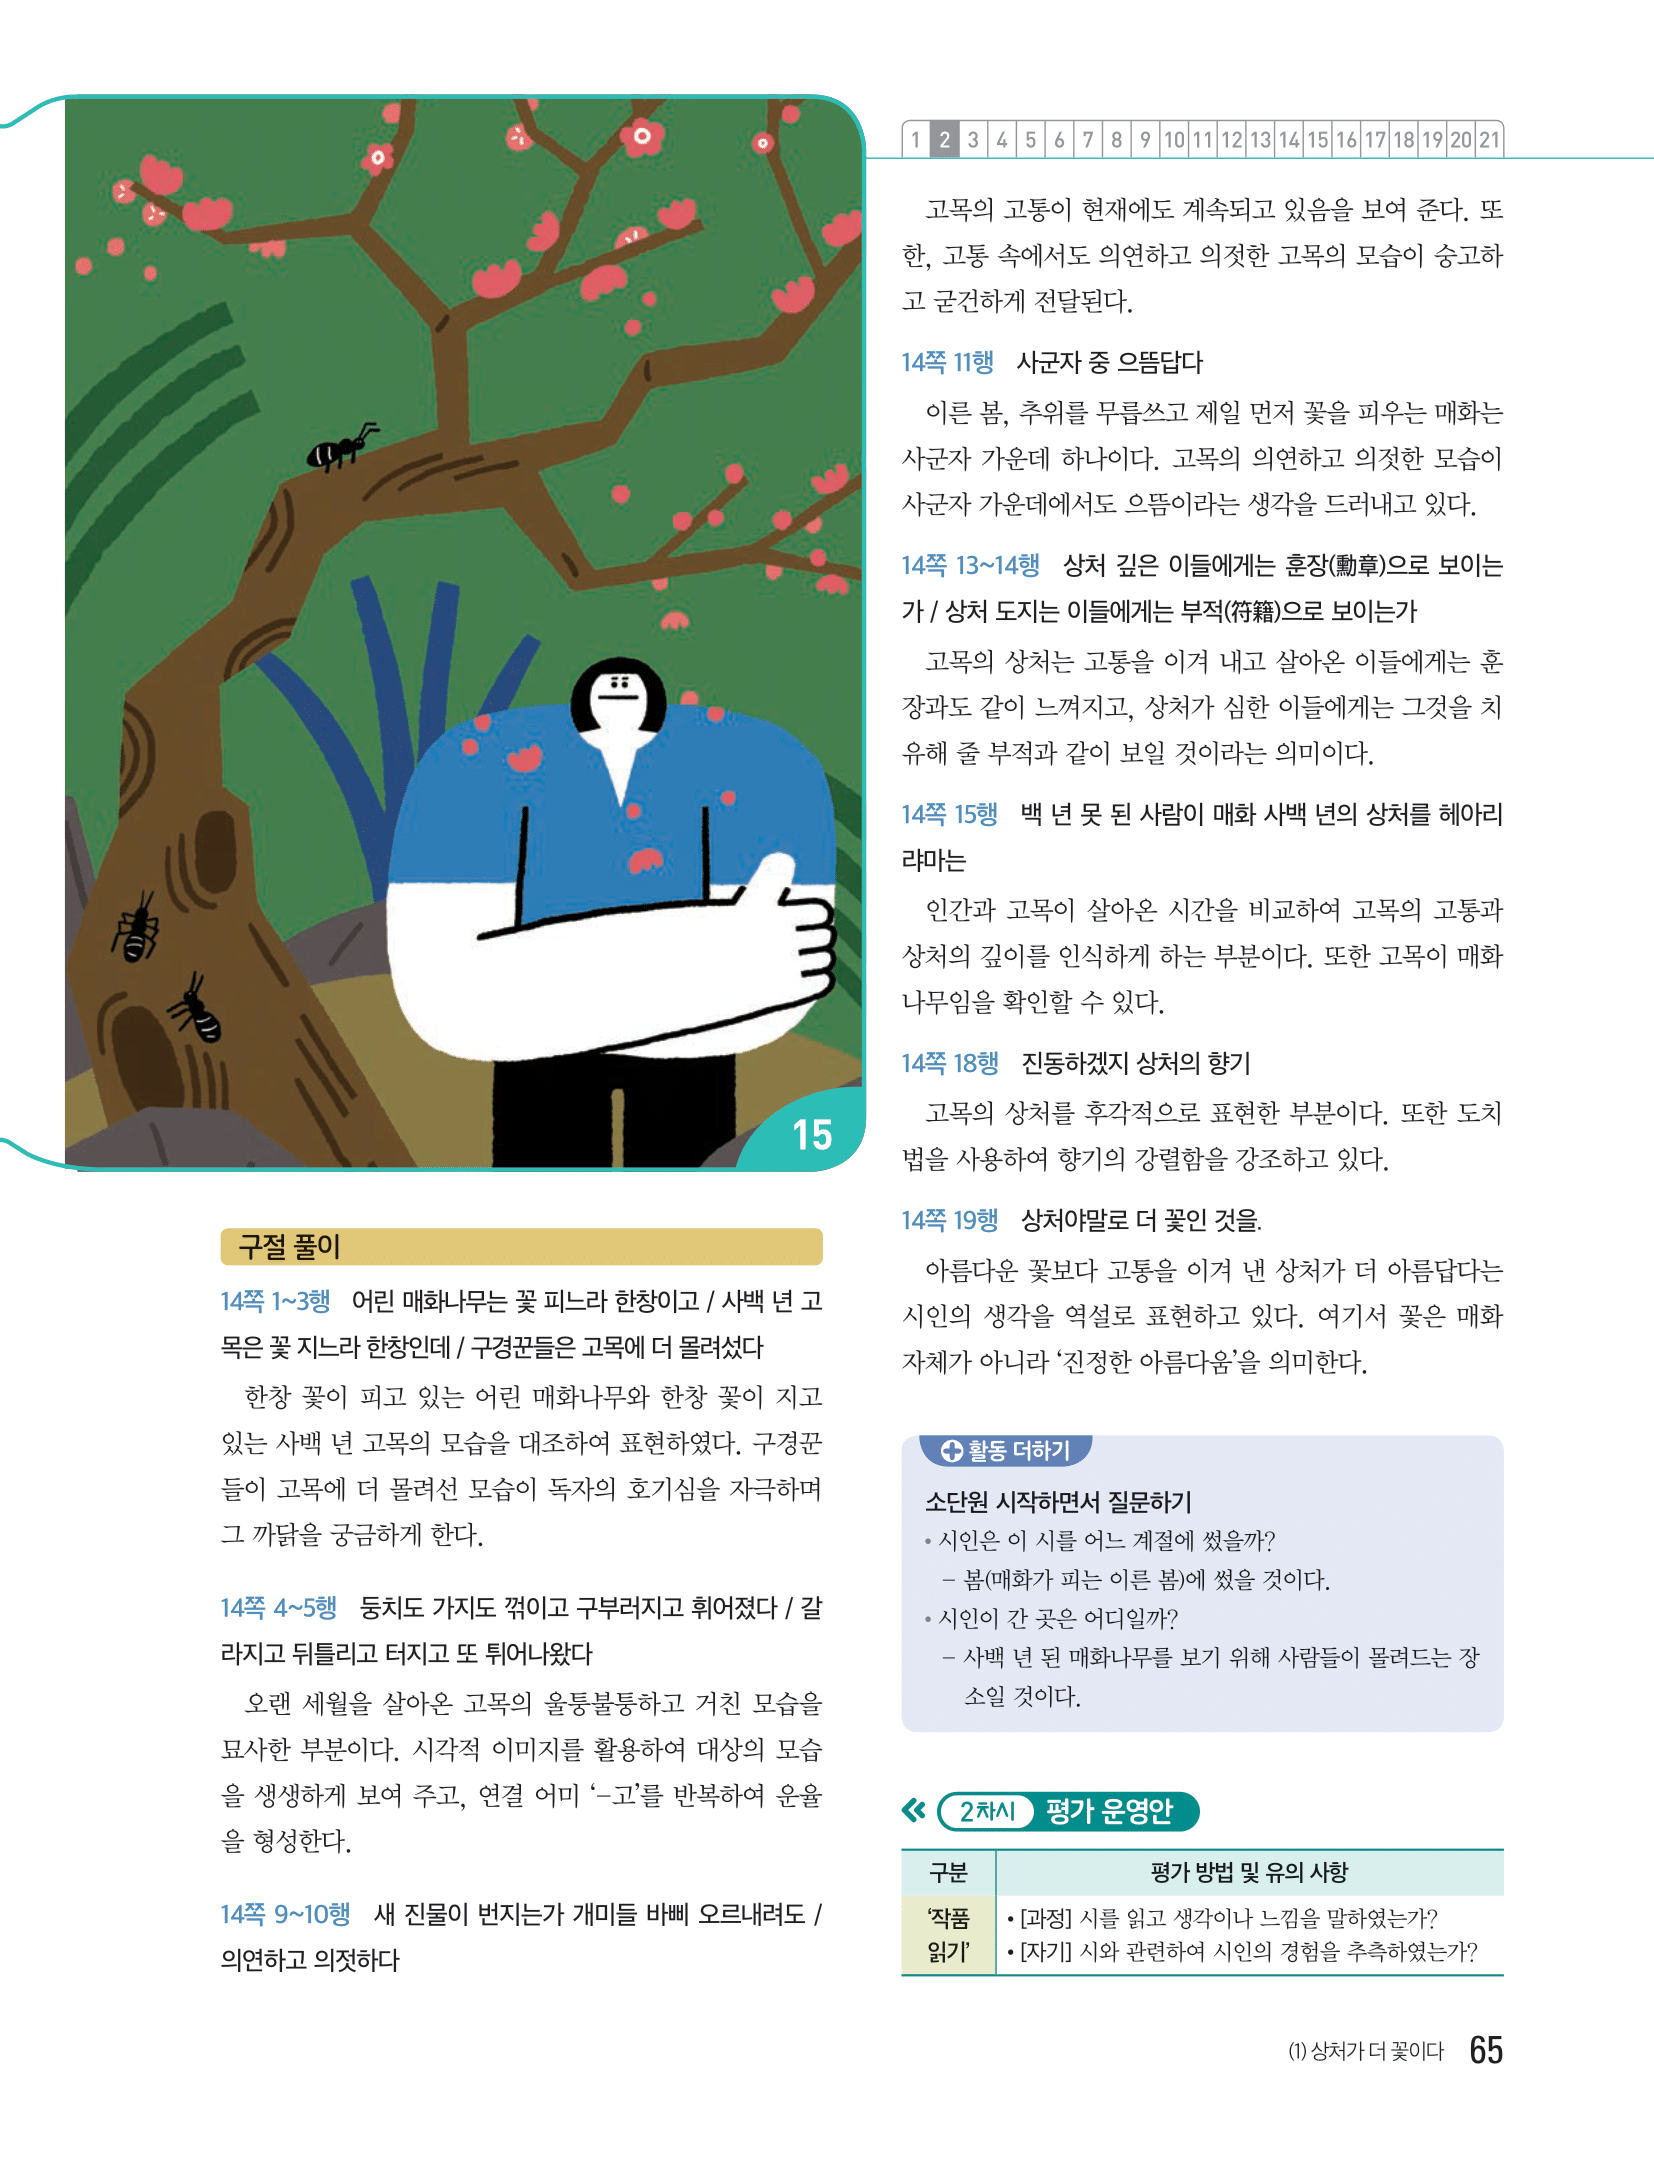 15
구절 풀이
14쪽 1~3행 어린 매화나무는 꽃 피느라 한창이고 / 사백 년 고
목은 꽃 지느라 한창인데 / 구경꾼들은 고목에 더 몰려섰다
한창 꽃이 피고 있는 어린 매화나무와 한창 꽃이 지고
있는 사백 년 고목의 모습을 대조하여 표현하였다. 구경꾼
들이 고목에 더 몰려선 모습이 독자의 호기심을 자극하며
그 까닭을 궁금하게 한다.
14쪽 4~5행 둥치도 가지도 꺾이고 구부러지고 휘어졌다 / 갈
라지고 뒤틀리고 터지고 또 튀어나왔다
오랜 세월을 살아온 고목의 울퉁불퉁하고 거친 모습을
묘사한 부분이다. 시각적 이미지를 활용하여 대상의 모습
을 생생하게 보여 주고, 연결 어미 ‘-고’를 반복하여 운율
을 형성한다.
14쪽 9~10행 새 진물이 번지는가 개미들 바삐 오르내려도 /
의연하고 의젓하다
1 2 3 4 5 6 7 8 9 10 11 12 13 14 15 16 17 18 19 20 21
고목의 고통이 현재에도 계속되고 있음을 보여 준다. 또
한, 고통 속에서도 의연하고 의젓한 고목의 모습이 숭고하
고 굳건하게 전달된다.
14쪽 11행 사군자 중 으뜸답다
이른 봄, 추위를 무릅쓰고 제일 먼저 꽃을 피우는 매화는
사군자 가운데 하나이다. 고목의 의연하고 의젓한 모습이
사군자 가운데에서도 으뜸이라는 생각을 드러내고 있다.
14쪽 13~14행 상처 깊은 이들에게는 훈장(勳章)으로 보이는
가 / 상처 도지는 이들에게는 부적(符籍)으로 보이는가
고목의 상처는 고통을 이겨 내고 살아온 이들에게는 훈
장과도 같이 느껴지고, 상처가 심한 이들에게는 그것을 치
유해 줄 부적과 같이 보일 것이라는 의미이다.
14쪽 15행 백 년 못 된 사람이 매화 사백 년의 상처를 헤아리
랴마는
인간과 고목이 살아온 시간을 비교하여 고목의 고통과
상처의 깊이를 인식하게 하는 부분이다. 또한 고목이 매화
나무임을 확인할 수 있다.
14쪽 18행 진동하겠지 상처의 향기
고목의 상처를 후각적으로 표현한 부분이다. 또한 도치
법을 사용하여 향기의 강렬함을 강조하고 있다.
14쪽 19행 상처야말로 더 꽃인 것을.
아름다운 꽃보다 고통을 이겨 낸 상처가 더 아름답다는
시인의 생각을 역설로 표현하고 있다. 여기서 꽃은 매화
자체가 아니라 ‘진정한 아름다움’을 의미한다.
활동 더하기
소단원 시작하면서 질문하기
• 시인은 이 시를 어느 계절에 썼을까?
- 봄(매화가 피는 이른 봄)에 썼을 것이다.
• 시인이 간 곳은 어디일까?
- 사백 년 된 매화나무를 보기 위해 사람들이 몰려드는 장
소일 것이다.
2차시 평가 운영안
구분 평가 방법 및 유의 사항
‘작품 • [과정] 시를 읽고 생각이나 느낌을 말하였는가?
읽기’ • [자기] 시와 관련하여 시인의 경험을 추측하였는가?
(1) 상처가 더 꽃이다 65